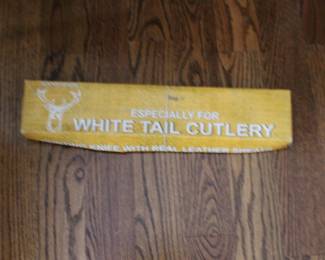 ESPECIALLY FOR
WHITE TAIL CUTLERY
KNIFE WITH REAL LEATHER